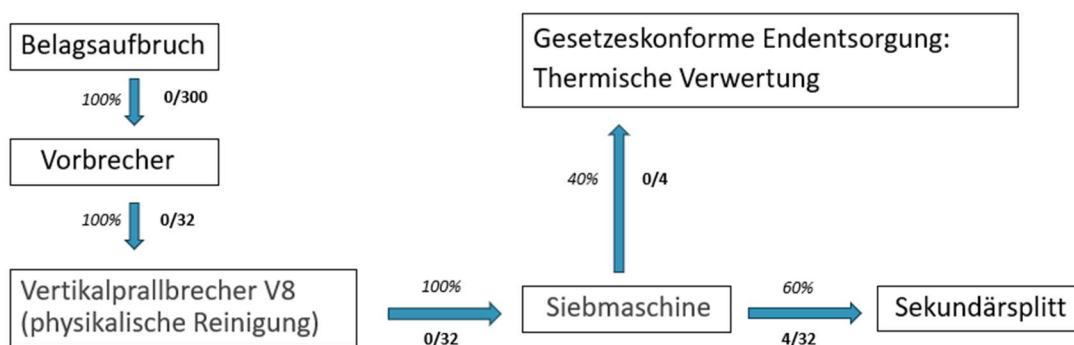 Belagsaufbruch
100% 0/300
Vorbrecher
100% 0/32
Vertikalprallbrecher V8
(physikalische Reinigung)
100%
0/32
Siebmaschine
40% 0/4
Gesetzeskonforme Endentsorgung:
Thermische Verwertung
60%
4/32
Sekundärsplitt